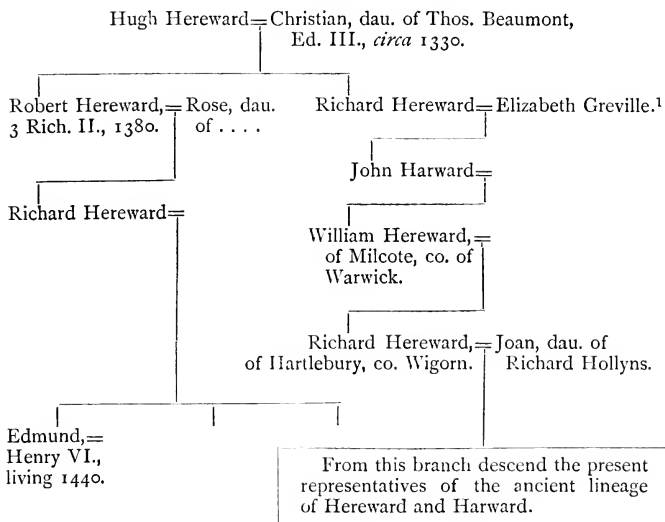 Hugh Hereward=Christian, dau. of Thos. Beaumont,
Ed. III., circa 1330.
Robert Hereward,= Rose, dau.
3 Rich. II., 1380. of . . . .
Richard Hereward=Elizabeth Greville.¹
John Harward=
Richard Hereward=
William Hereward,=
of Milcote, co. of
Warwick.
Richard Hereward,= Joan, dau. of
of Hartlebury, co. Wigorn. Richard Hollyns.
Edmund,=
Henry VI.,
living 1440.
From this branch descend the present
representatives of the ancient lineage
of Hereward and Harward.